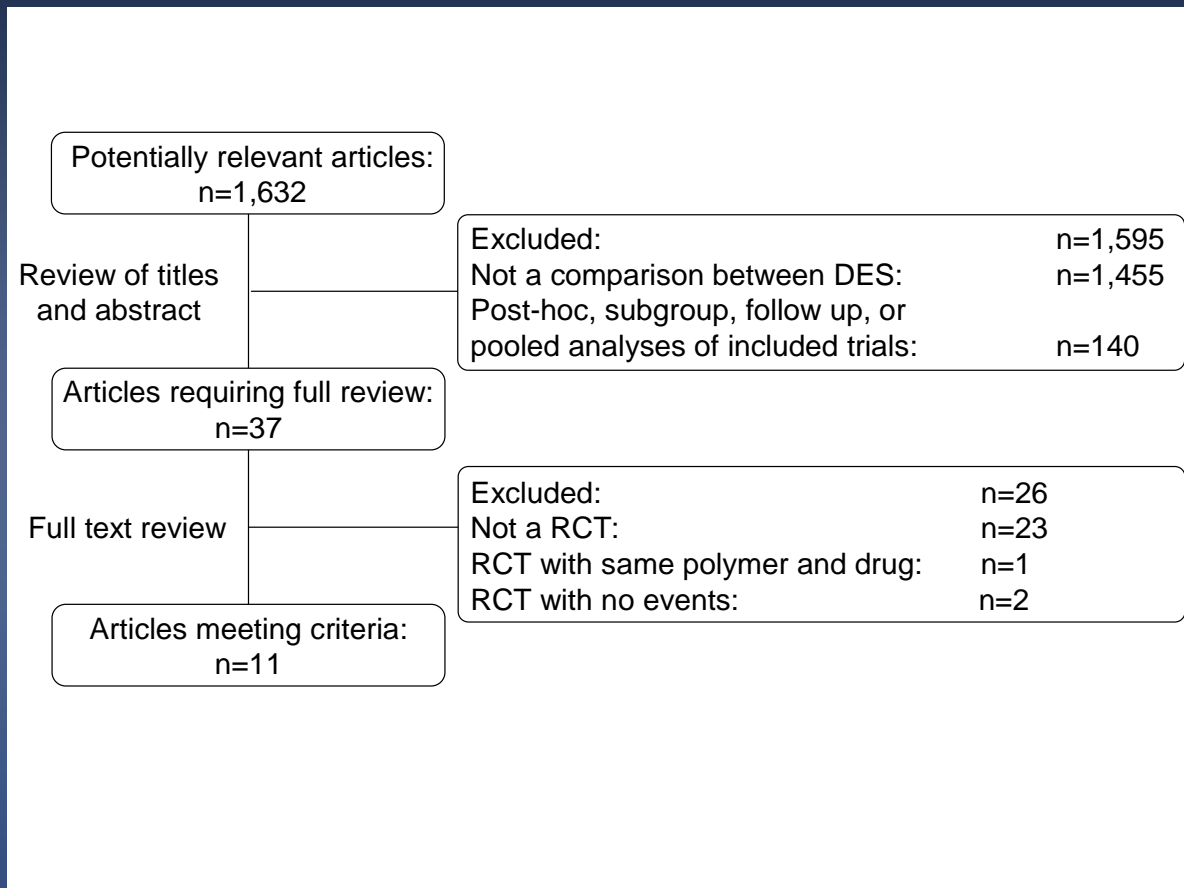 Potentially relevant articles:
n=1,632
Review of titles
and abstract
Excluded: n=1,595
Not a comparison between DES: n=1,455
Post-hoc, subgroup, follow up, or
pooled analyses of included trials: n=140
Articles requiring full review:
n=37
Full text review
Excluded: n=26
Not a RCT: n=23
RCT with same polymer and drug: n=1
RCT with no events: n=2
Articles meeting criteria:
n=11